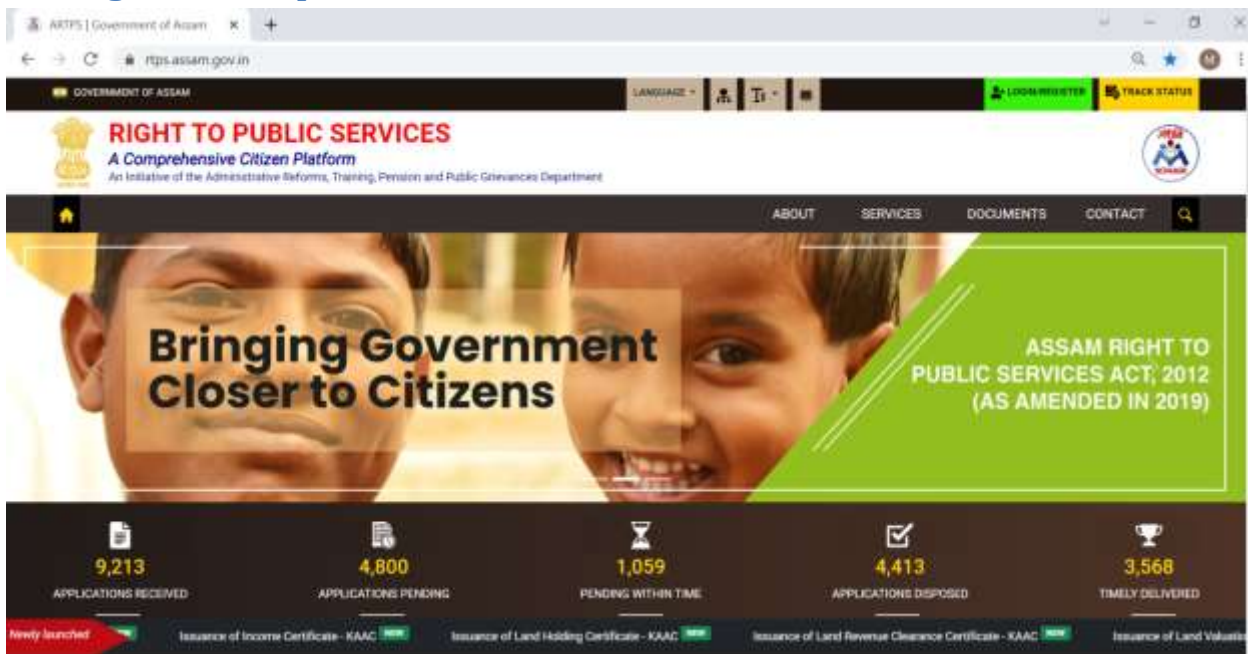 ARTPS | Government of Assam
rtps.assam.gov.in
GOVERNMENT OF ASSAM
LANGUAGE
LOGIN/REGISTER
TRACK STATUS
RIGHT TO PUBLIC SERVICES
A Comprehensive Citizen Platform
An Initiative of the Administrative Reforms, Training, Pension and Public Grievances Department
ABOUT SERVICES DOCUMENTS CONTACT
Bringing Government
Closer to Citizens
ASSAM RIGHT TO
PUBLIC SERVICES ACT, 2012
(AS AMENDED IN 2019)
9,213 4,800 1,059 4,413 3,568
APPLICATIONS RECEIVED APPLICATIONS PENDING PENDING WITHIN TIME APPLICATIONS DISPOSED TIMELY DELIVERED
Newly launched Issuance of Income Certificate - KAAC NEW Issuance of Land Holding Certificate - KAAC NEW Issuance of Land Revenue Clearance Certificate - KAAC NEW Issuance of Land